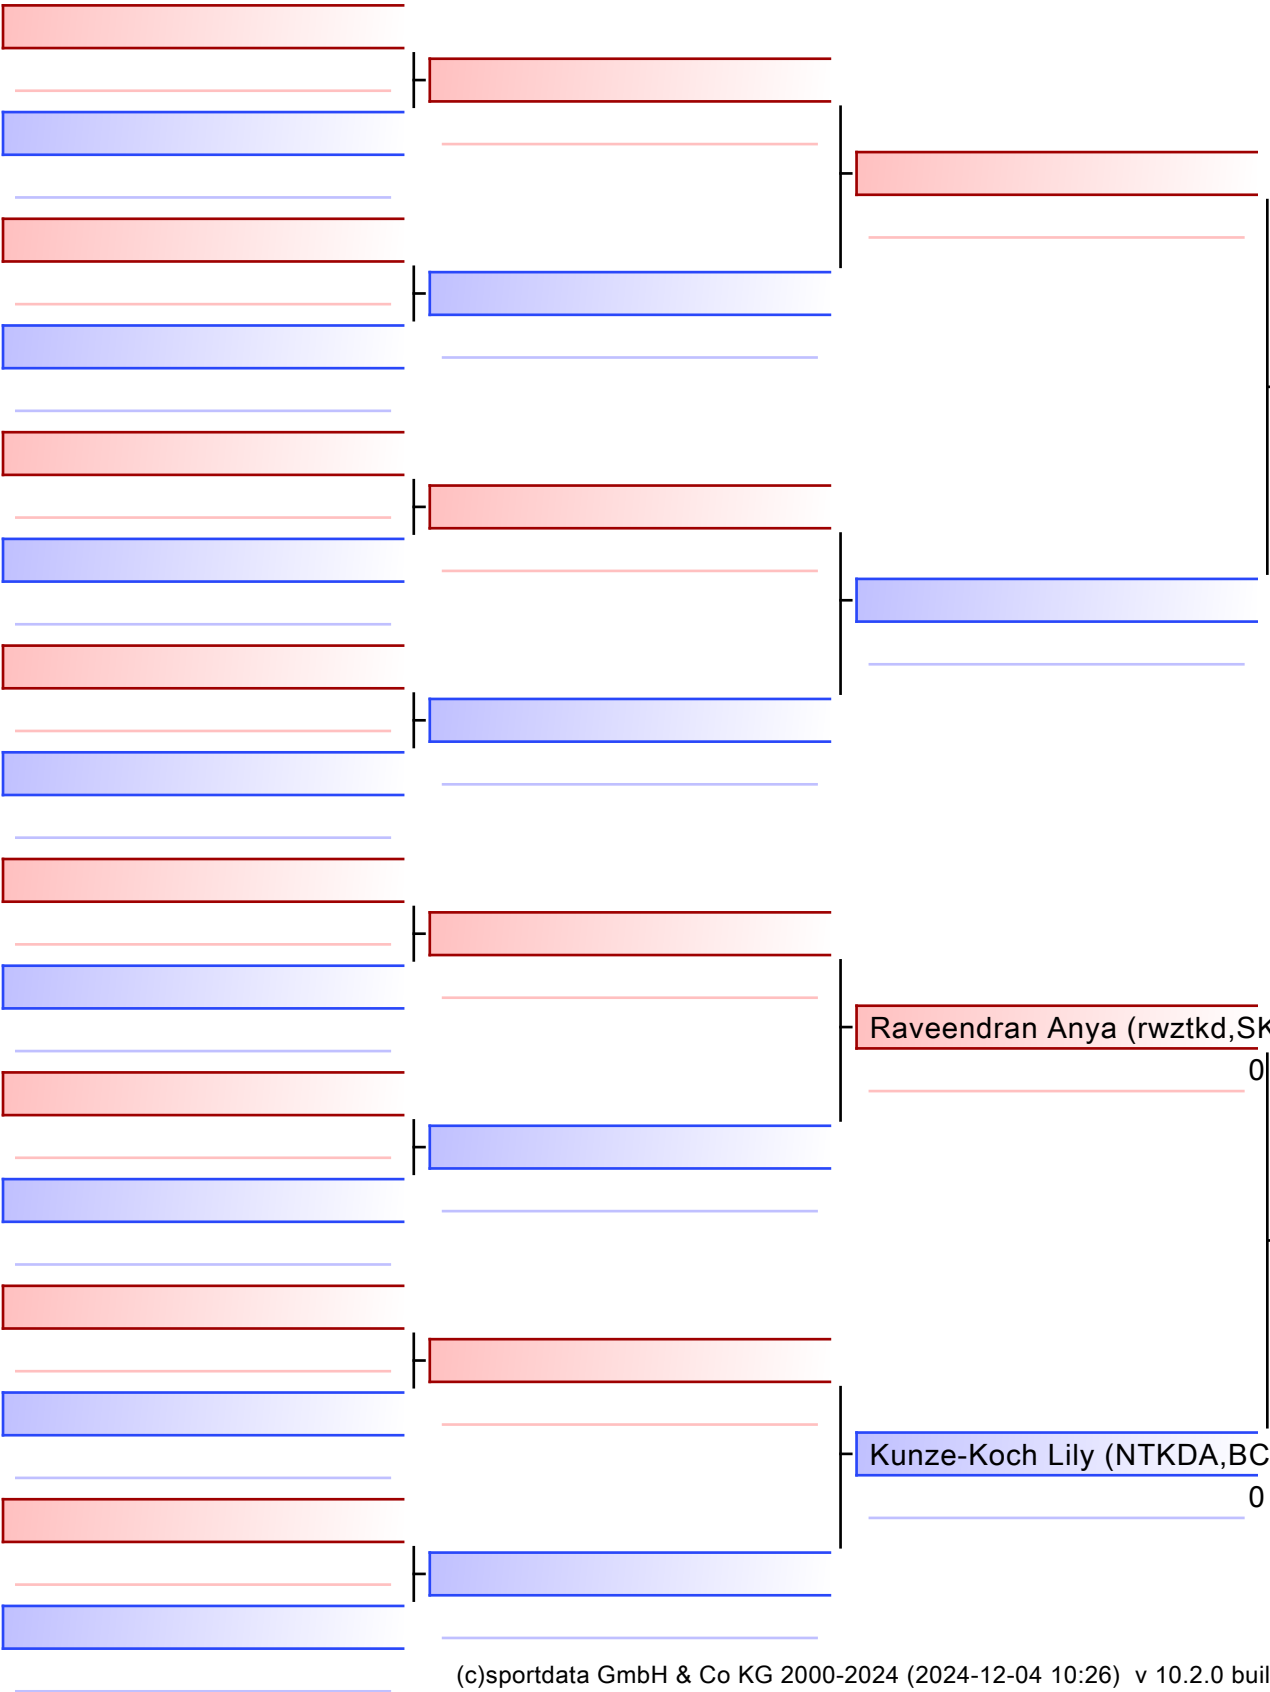 Raveendran Anya (rwztkd,SK
0
Kunze-Koch Lily (NTKDA,BC
0
(c)sportdata GmbH & Co KG 2000-2024 (2024-12-04 10:26) v 10.2.0 buil